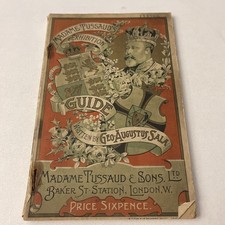 MADAME TUSSAUD'S
EXHIBITION
GUIDE
WRITTEN BY GEO AUGUSTUS SALA
MADAME TUSSAUD & SONS, LTD
BAKER ST STATION, LONDON, W.
PRICE SIXPENCE.